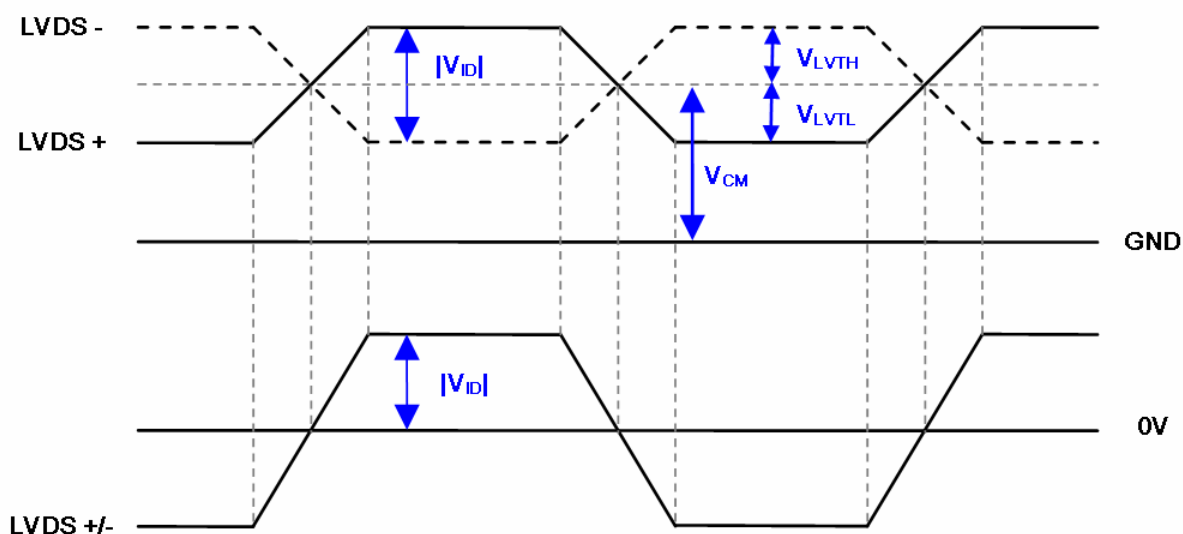 LVDS -
|VID|
VLVTH
VLVTL
LVDS +
VCM
GND
|VID|
0V
LVDS +/-